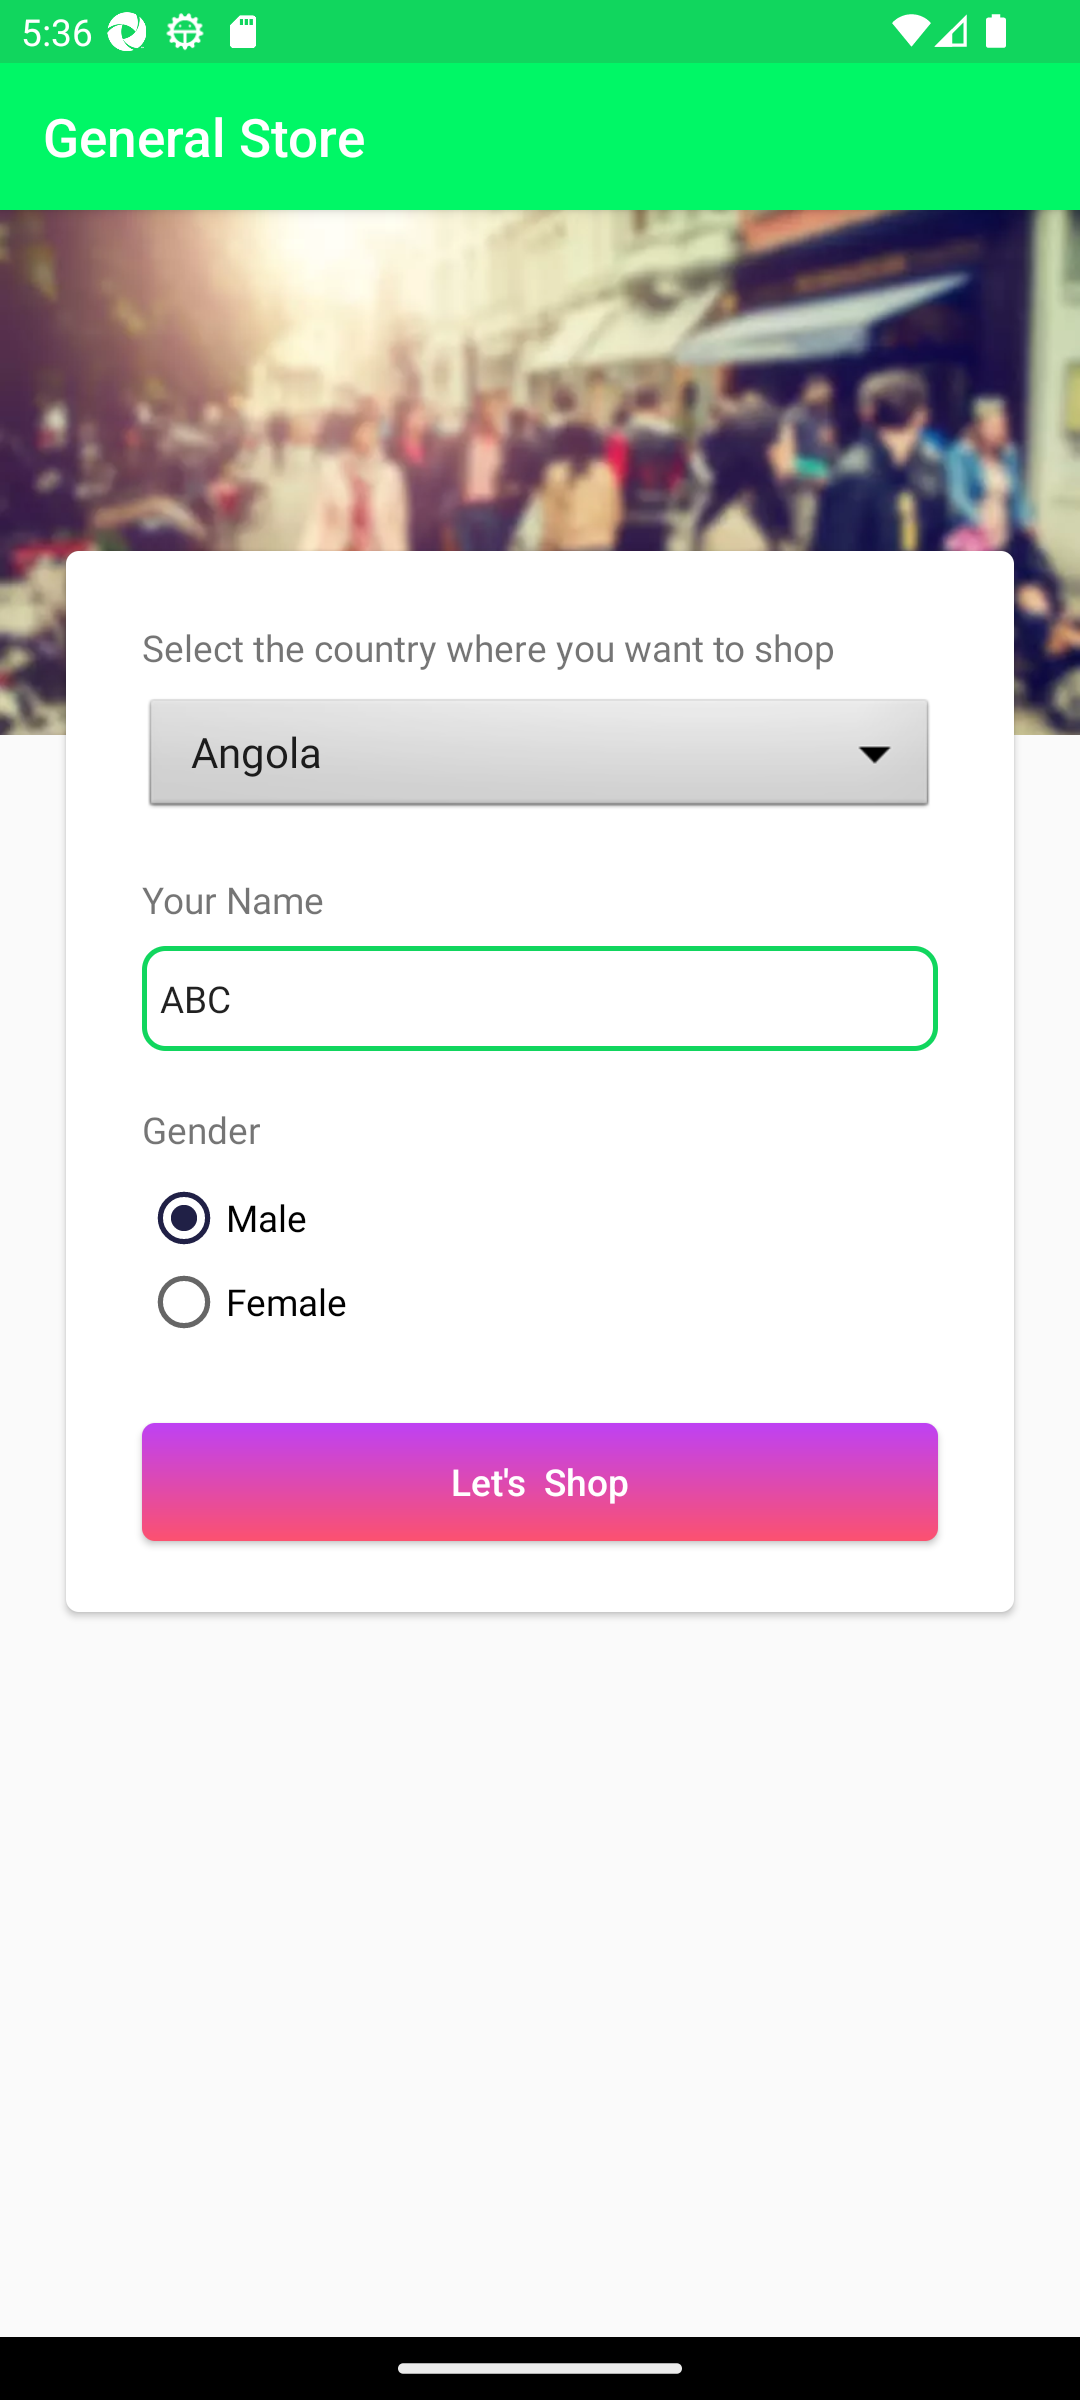 5:36
General Store
Select the country where you want to shop
Angola
Your Name
ABC
Gender
Male
Female
Let's  Shop